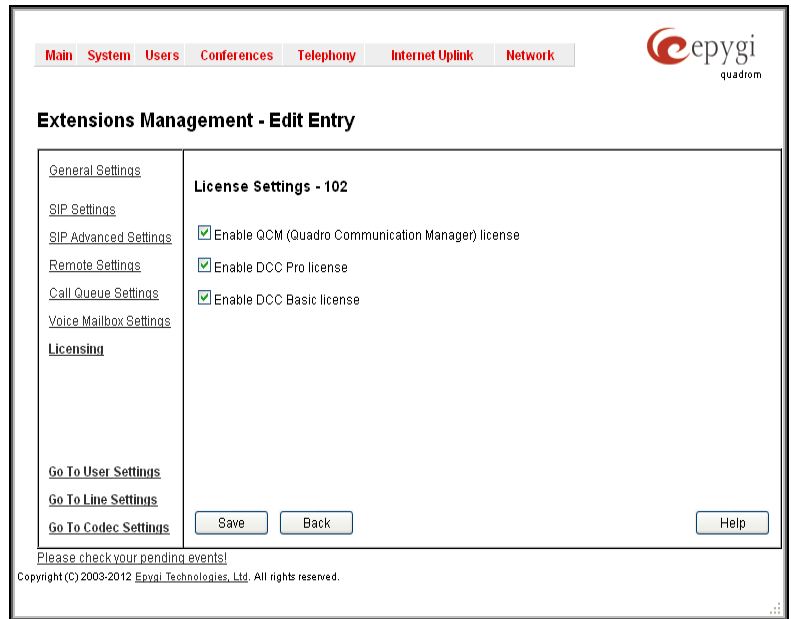 Main System Users Conferences Telephony Internet Uplink Network
epygi
quadrom
Extensions Management - Edit Entry
General Settings
SIP Settings
SIP Advanced Settings
Remote Settings
Call Queue Settings
Voice Mailbox Settings
Licensing
Go To User Settings
Go To Line Settings
Go To Codec Settings
License Settings - 102
Enable QCM (Quadro Communication Manager) license
Enable DCC Pro license
Enable DCC Basic license
Save Back Help
Please check your pending events!
Copyright (C) 2003-2012 Epygi Technologies, Ltd. All rights reserved.